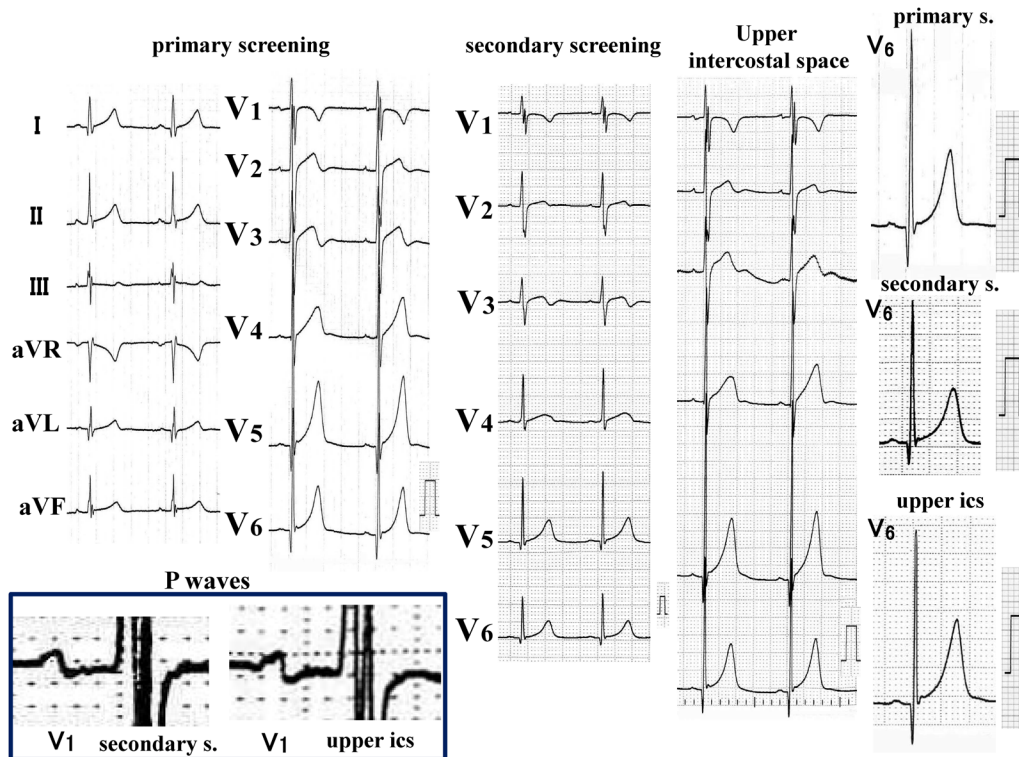 primary screening
I
II
III
aVR
aVL
aVF
V1
V2
V3
V4
V5
V6
secondary screening
V1
V2
V3
V4
V5
V6
Upper
intercostal space
primary s.
V6
secondary s.
V6
upper ics
V6
P waves
V1 secondary s.
V1 upper ics